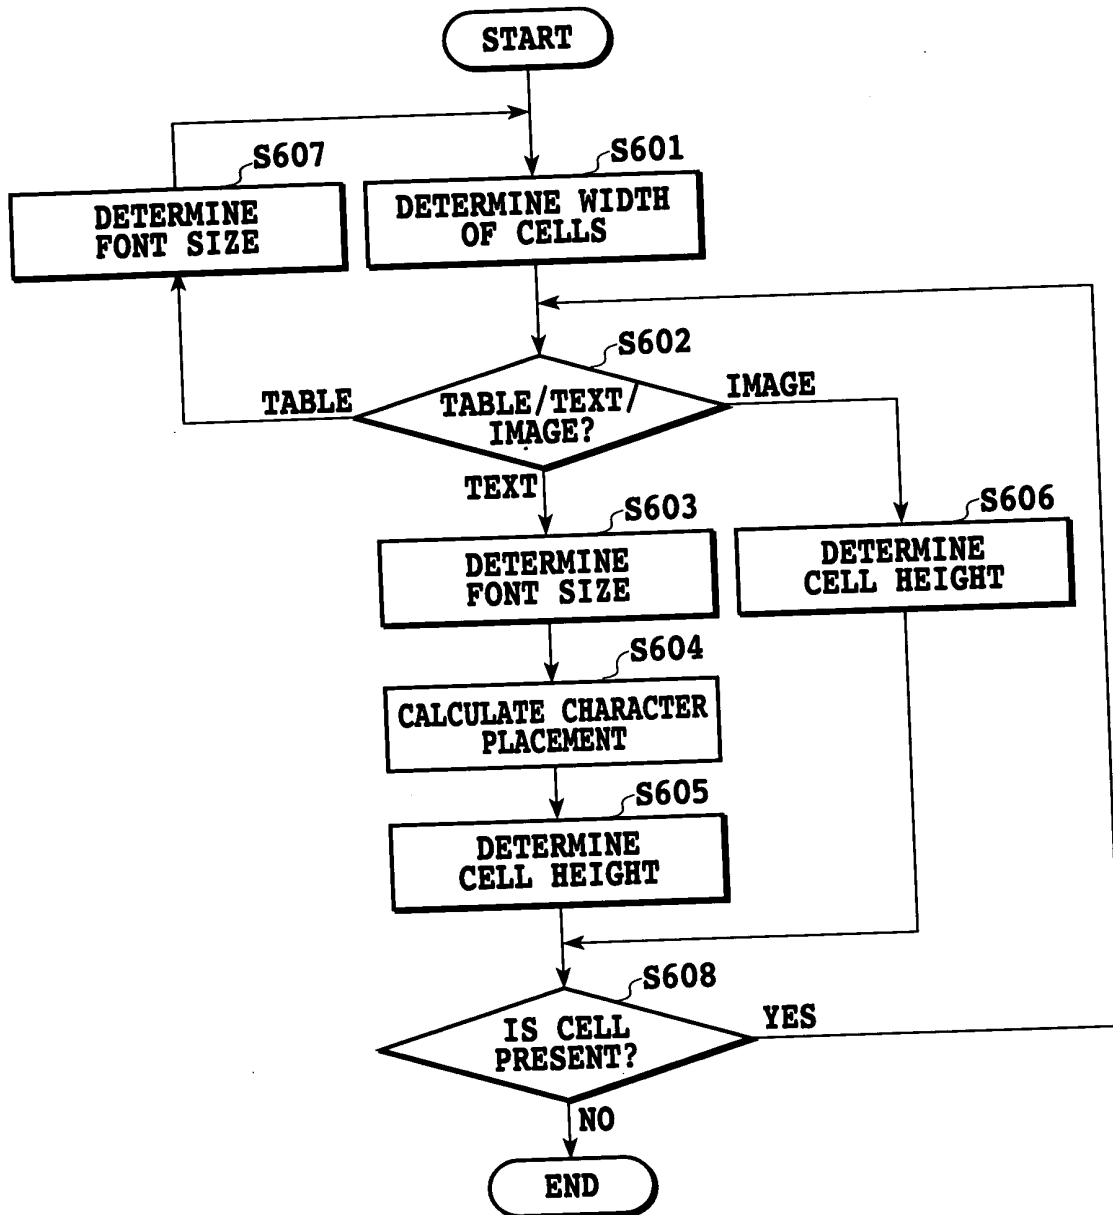 START
S607
S601
DETERMINE
FONT SIZE
DETERMINE WIDTH
OF CELLS
S602
TABLE
TABLE/TEXT/
IMAGE?
IMAGE
TEXT
S603
S606
DETERMINE
FONT SIZE
DETERMINE
CELL HEIGHT
S604
CALCULATE CHARACTER
PLACEMENT
S605
DETERMINE
CELL HEIGHT
S608
IS CELL
PRESENT?
YES
NO
END